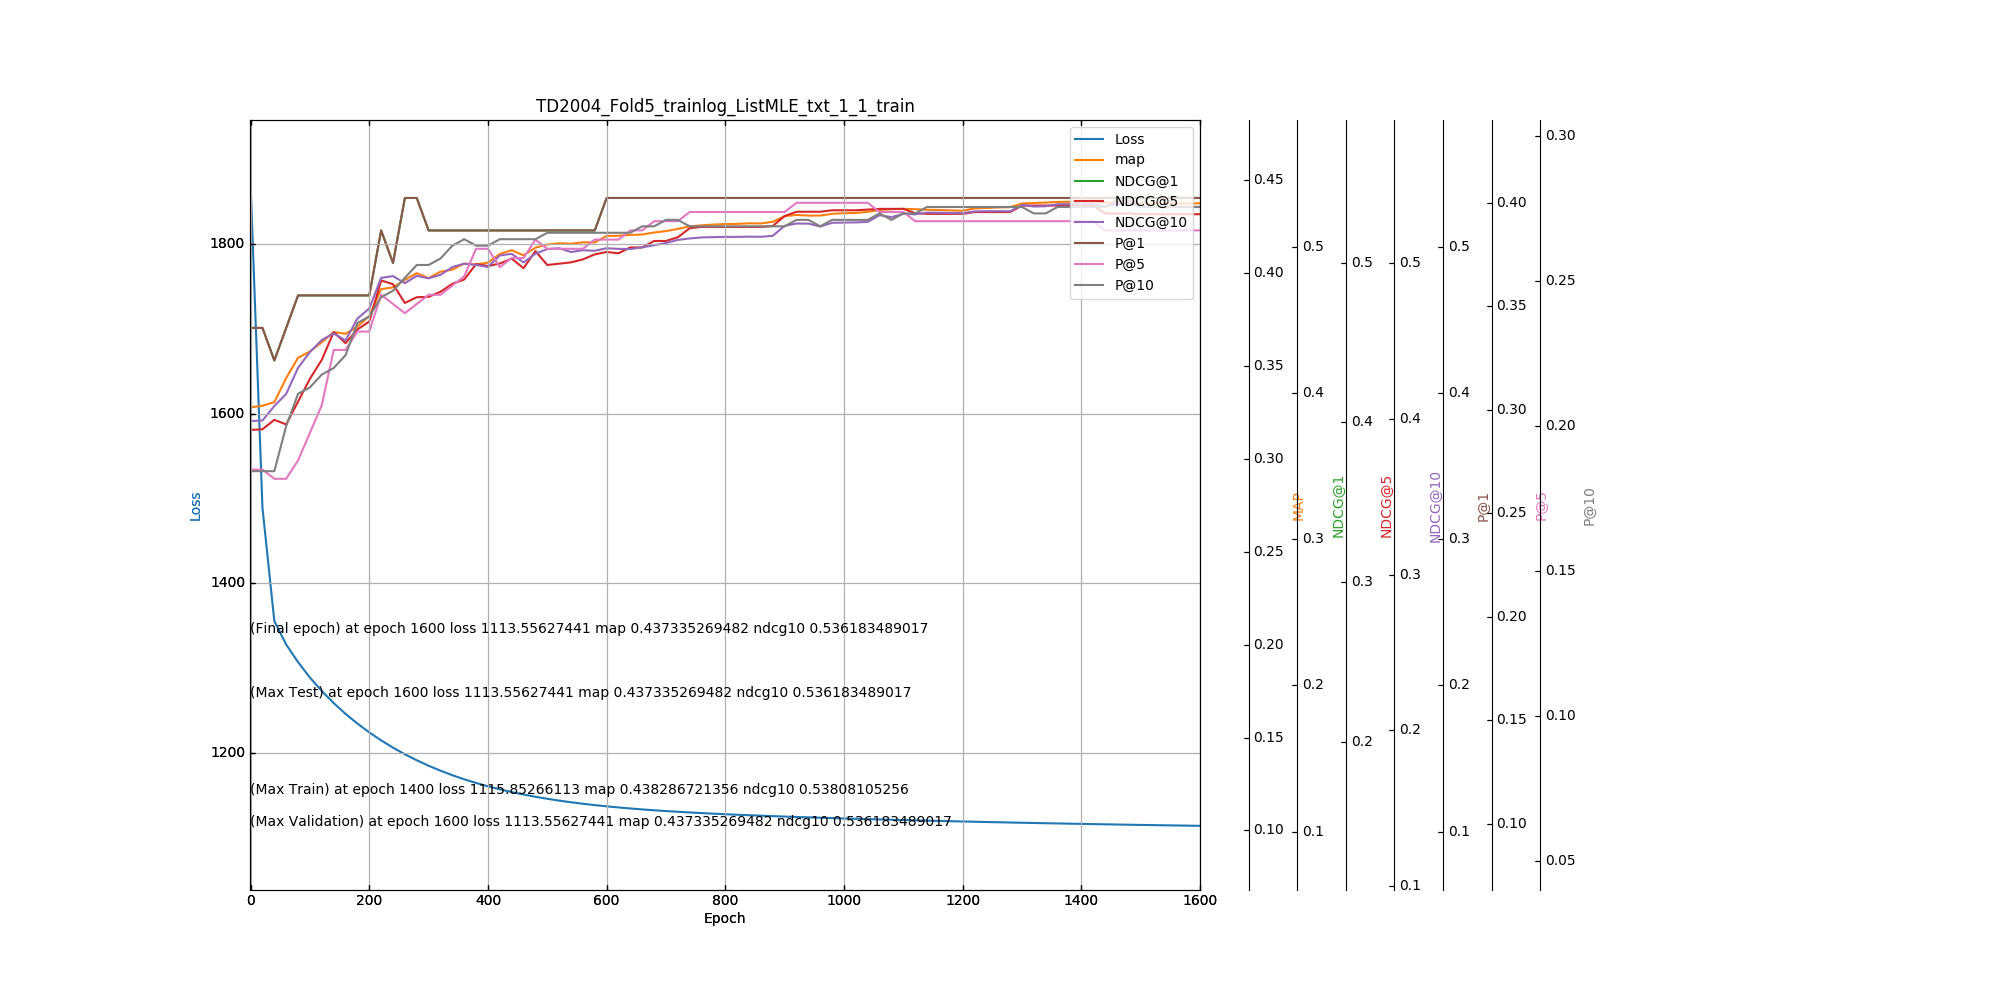 TD2004_Fold5_trainlog_ListMLE_txt_1_1_train
Loss
map
NDCG@1
NDCG@5
NDCG@10
P@1
P@5
P@10
1800
1600
1400
1200
Loss
(Final epoch) at epoch 1600 loss 1113.55627441 map 0.437335269482 ndcg10 0.536183489017
(Max Test) at epoch 1600 loss 1113.55627441 map 0.437335269482 ndcg10 0.536183489017
(Max Train) at epoch 1400 loss 1115.85266113 map 0.438286721356 ndcg10 0.53808105256
(Max Validation) at epoch 1600 loss 1113.55627441 map 0.437335269482 ndcg10 0.536183489017
0 200 400 600 800 1000 1200 1400 1600
Epoch
0.45
0.40
0.35
0.30
0.25
0.20
0.15
0.10
MAP
0.5
0.4
0.3
0.2
0.1
NDCG@1
0.5
0.4
0.3
0.2
NDCG@5
0.5
0.4
0.3
0.2
0.1
NDCG@10
0.5
0.4
0.3
0.2
0.1
P@1
0.40
0.35
0.30
0.25
0.20
0.15
0.10
P@5
0.30
0.25
0.20
0.15
0.10
0.05
P@10